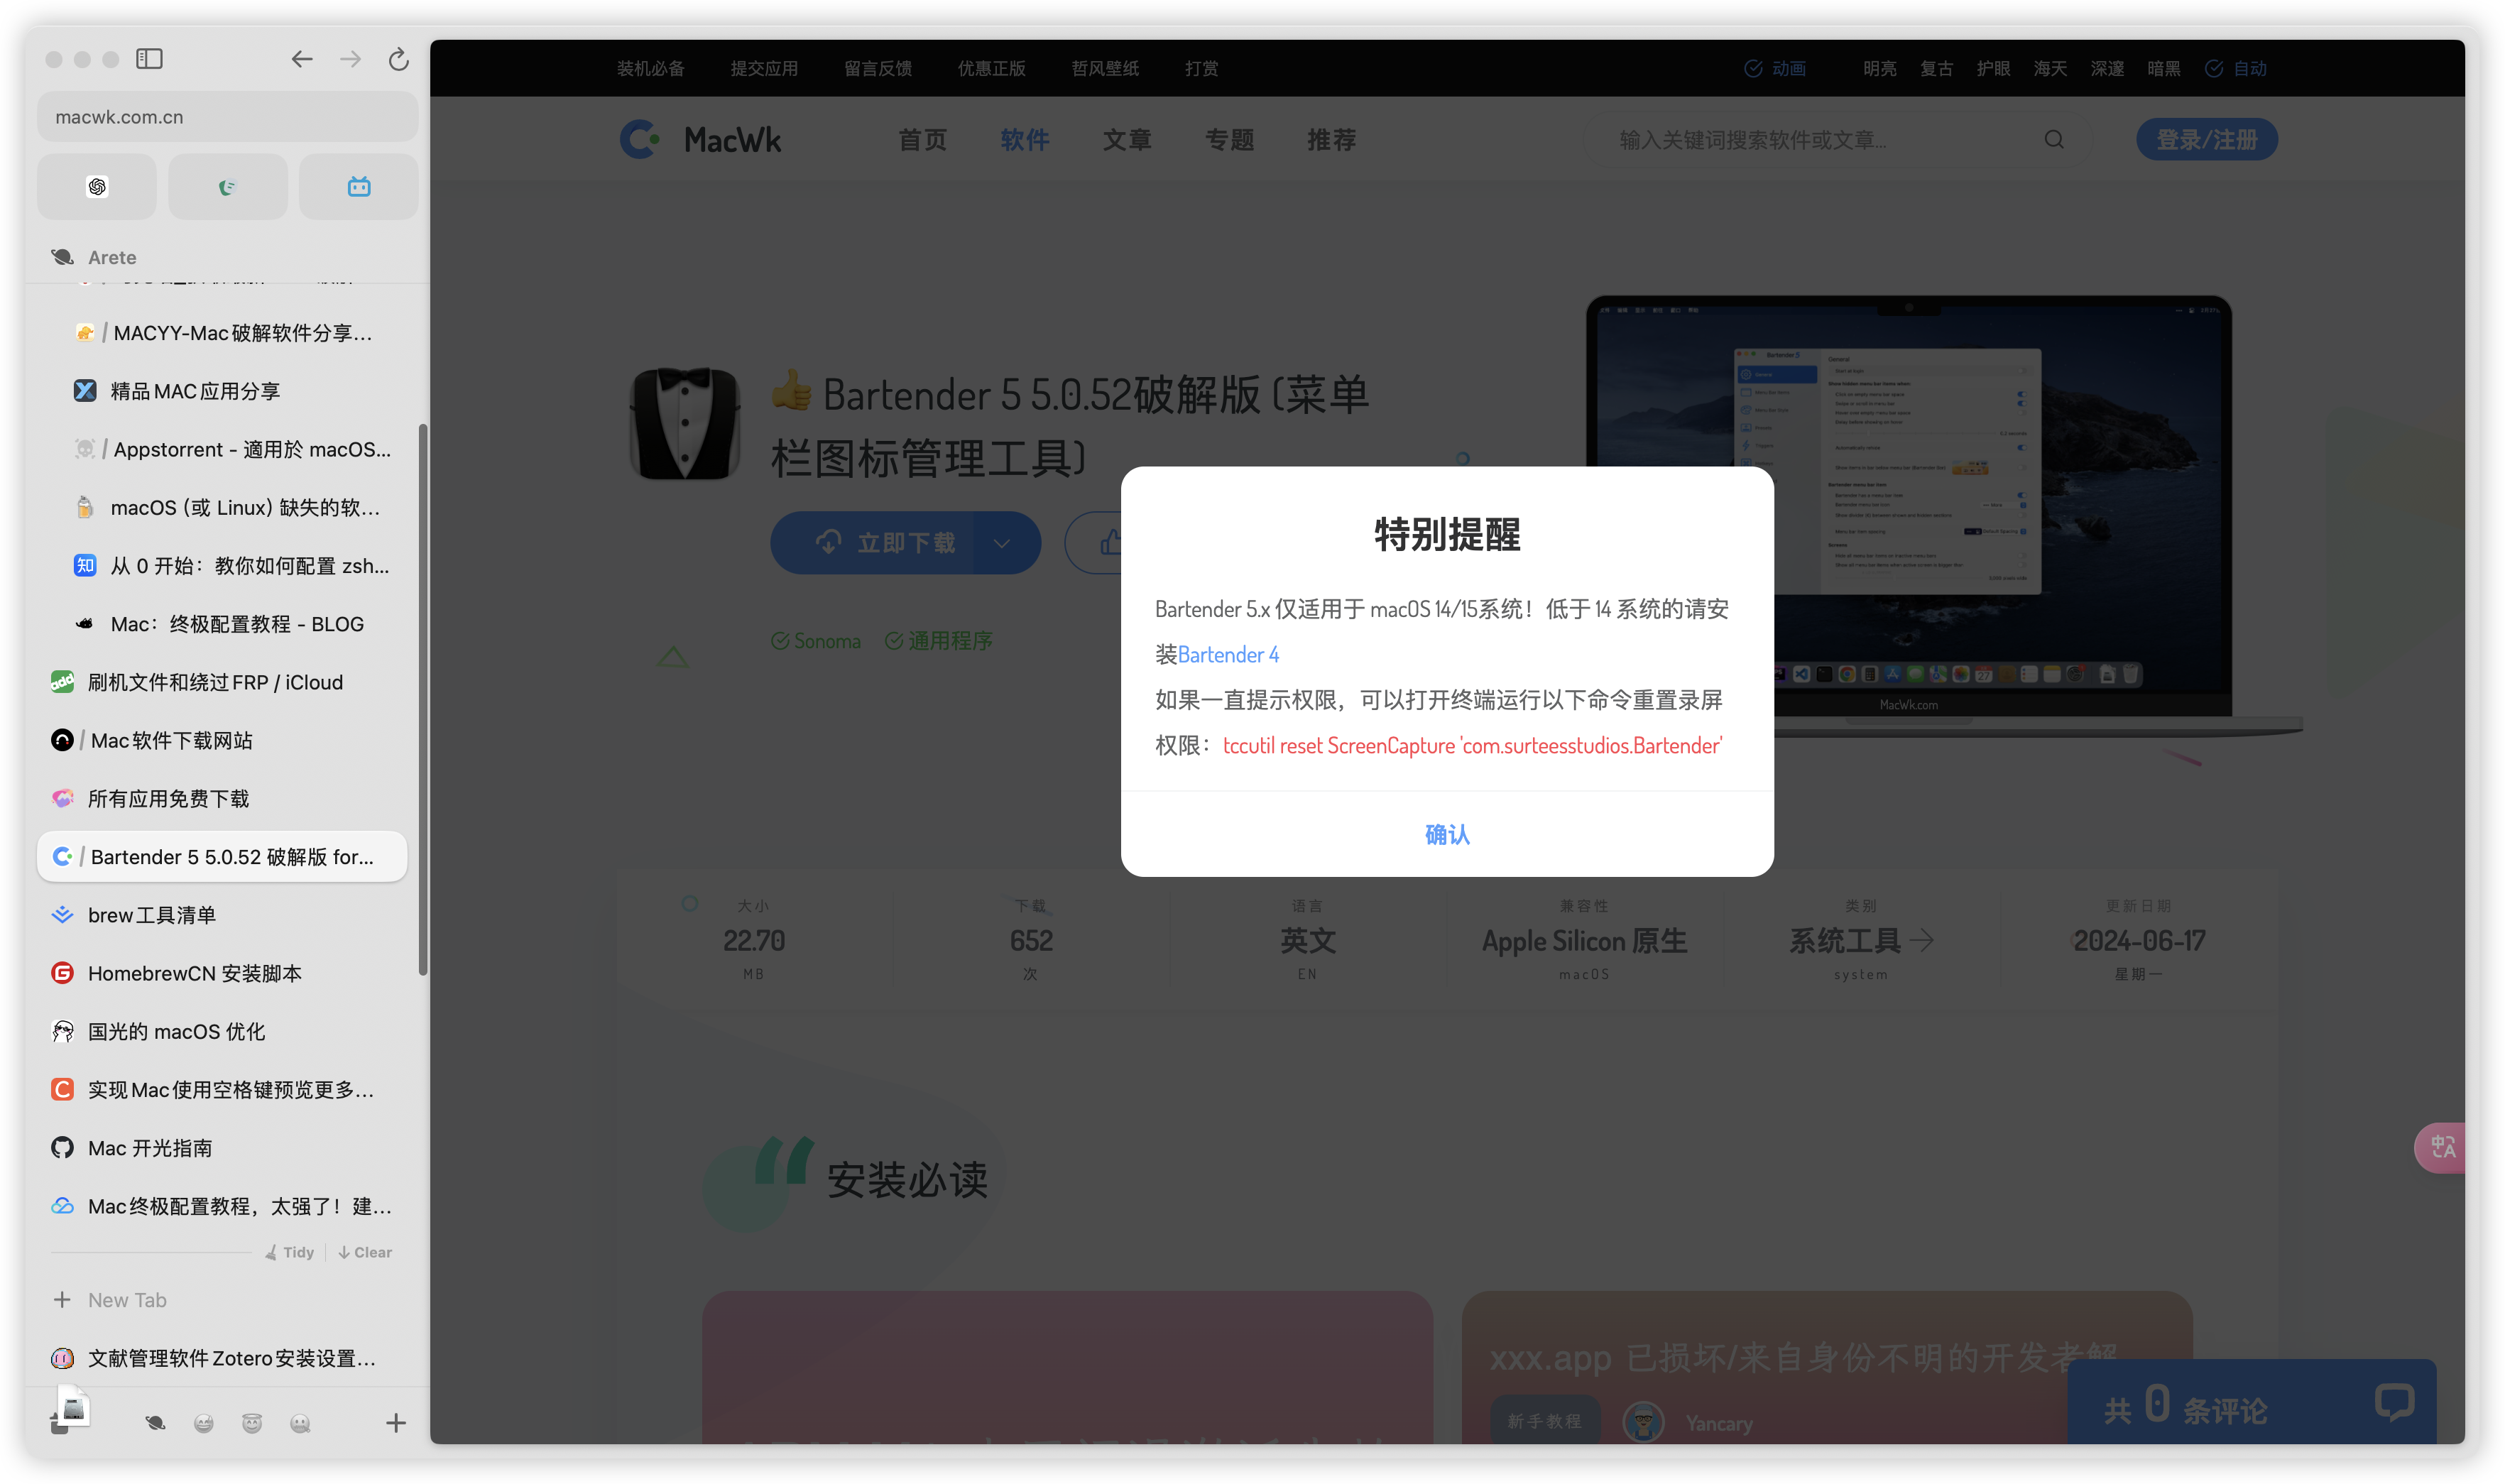 macwk.com.cn
Arete
/ MACYY-Mac破解软件分享...
精品MAC应用分享
/ Appstorrent - 適用於 macOS...
macOS（或 Linux）缺失的软...
从 0 开始：教你如何配置 zsh...
Mac：终极配置教程 - BLOG
刷机文件和绕过FRP / iCloud
/ Mac软件下载网站
所有应用免费下载
/ Bartender 5 5.0.52 破解版 for...
brew工具清单
HomebrewCN 安装脚本
国光的 macOS 优化
实现Mac使用空格键预览更多...
Mac 开光指南
Mac终极配置教程，太强了！建...
Tidy
Clear
New Tab
文献管理软件Zotero安装设置...
装机必备 提交应用 留言反馈 优惠正版 哲风壁纸 打赏
动画 明亮 复古 护眼 海天 深邃 暗黑 自动
MacWk 首页 软件 文章 专题 推荐
输入关键词搜索软件或文章...
登录/注册
Bartender 5 5.0.52破解版 (菜单
栏图标管理工具)
立即下载
Sonoma 通用程序
MacWk.com
特别提醒
Bartender 5.x 仅适用于 macOS 14/15系统！低于 14 系统的请安
装Bartender 4
如果一直提示权限，可以打开终端运行以下命令重置录屏
权限：tccutil reset ScreenCapture 'com.surteesstudios.Bartender'
确认
大小 下载 语言 兼容性 类别 更新日期
22.70 652 英文 Apple Silicon 原生 系统工具 2024-06-17
MB 次 EN macOS system 星期一
安装必读
xxx.app 已损坏/来自身份不明的开发者解
新手教程 Yancary
共 0 条评论